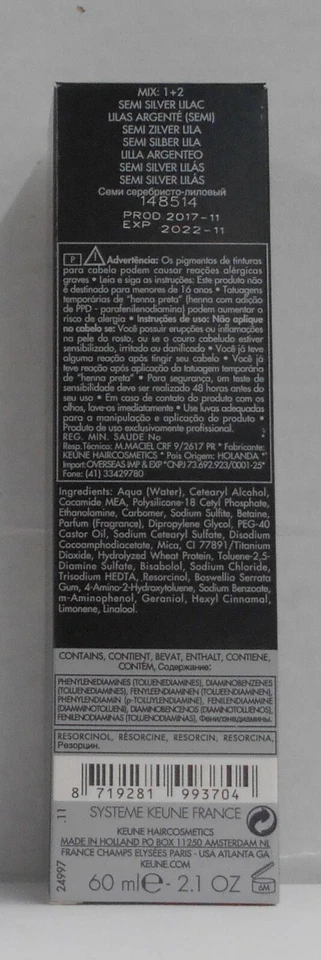 MIX: 1+2
SEMI SILVER LILAC
LILAS ARGENTÉ (SEMI)
SEMI ZILVER LILA
SEMI SILBER LILA
LILLA ARGENTEO
SEMI SILVER LILÁS
SEMI SILVER LILÁS
Семи серебристо-лиловый
148514
PROD 2017-11
EXP 2022-11
P Advertência: Os pigmentos de tinturas
para cabelo podem causar reações alérgicas
graves • Leia e siga as instruções: Este produto não
é destinado para menores de 16 anos • Tatuagens
temporárias de "henna preta" (henna com adição
de PPD - parafenilenodiamina) podem aumentar o
risco de alergia • Instruções de uso: Não aplique
no cabelo se: Você possuir erupções ou inflamações
na pele do rosto, ou se o couro cabeludo estiver
sensibilizado, irritado ou danificado • Você já teve
alguma reação após tingir seu cabelo • Você já
teve reação após aplicação da tatuagem temporária
de "henna preta" • Para segurança, um teste de
sensibilidade deve ser realizado 48 horas antes do
seu uso • Em caso de contato do produto com os
olhos, lave-os imediatamente • Use luvas adequadas
para a manipulação e aplicação do produto •
Produto de uso exclusivamente profissional.
REG. MIN. SAUDE No
Resp.Técnico: M.MACIEL CRF 9/2617 PR * Fabricante:
KEUNE HAIRCOSMETICS * Pais Origem: HOLANDA *
Import:OVERSEAS IMP & EXP *CNPJ 73.692.923/0001-25*
Fone: (41) 33429780
Ingredients: Aqua (Water), Cetearyl Alcohol,
Cocamide MEA, Polysilicone-18 Cetyl Phosphate,
Ethanolamine, Carbomer, Sodium Sulfite, Betaine,
Parfum (Fragrance), Dipropylene Glycol, PEG-40
Castor Oil, Sodium Cetearyl Sulfate, Disodium
Cocoamphodiacetate, Mica, CI 77891/Titanium
Dioxide, Hydrolyzed Wheat Protein, Toluene-2,5-
Diamine Sulfate, Bisabolol, Sodium Chloride,
Trisodium HEDTA, Resorcinol, Boswellia Serrata
Gum, 4-Amino-2-Hydroxytoluene, Sodium Benzoate,
m-Aminophenol, Geraniol, Hexyl Cinnamal,
Limonene, Linalool.
CONTAINS, CONTIENT, BEVAT, ENTHALT, CONTIENE,
CONTÉM, Содержание:
PHENYLENEDIAMINES (TOLUENEDIAMINES), DIAMINOBENZENES
(TOLUENEDIAMINES), FENYLEENDIAMINEN (TOLUEENDIAMINEN),
PHENYLENDIAMIN (p-TOLUYLENDIAMINE), FENILENDIAMMINE
(DIAMMINOTOLUENI), DIAMINOBENCENOS (DIAMINOTOLUENOS),
FENILENODIAMINAS (TOLUENODIAMINAS), Фенилэнедиамины.
RESORCINOL, RÉSORCINE, RESORCIN, RESORCINA,
Резорцин.
8 719281 993704
SYSTEME KEUNE FRANCE
KEUNE HAIRCOSMETICS
MADE IN HOLLAND PO BOX 11250 AMSTERDAM NL
FRANCE CHAMPS ELYSÉES PARIS - USA ATLANTA GA
KEUNE.COM
60 ml e - 2.1 OZ
6M
24997 .11